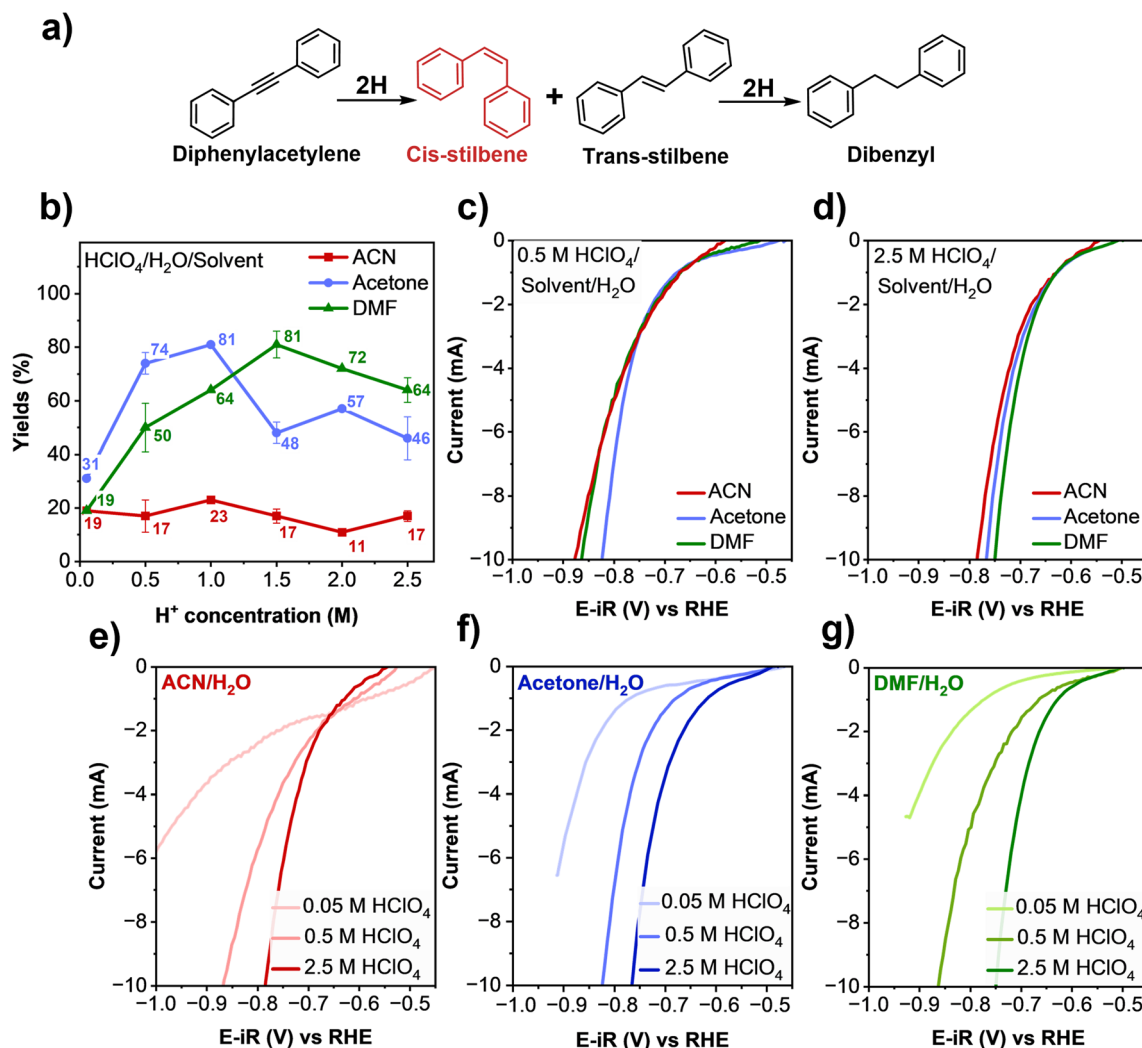 a)
2H
2H
+
Diphenylacetylene
Cis-stilbene
Trans-stilbene
Dibenzyl
b)
HClO₄/H₂O/Solvent
ACN
Acetone
DMF
100
80
60
40
20
0
Yields (%)
31
74
81
48
57
46
19
50
64
81
72
64
19
17
23
17
11
17
0.0
0.5
1.0
1.5
2.0
2.5
H⁺ concentration (M)
c)
0.5 M HClO₄/
Solvent/H₂O
0
−2
−4
−6
−8
−10
Current (mA)
ACN
Acetone
DMF
−1.0
−0.9
−0.8
−0.7
−0.6
−0.5
E-iR (V) vs RHE
d)
2.5 M HClO₄/
Solvent/H₂O
0
−2
−4
−6
−8
−10
Current (mA)
ACN
Acetone
DMF
−1.0
−0.9
−0.8
−0.7
−0.6
−0.5
E-iR (V) vs RHE
e)
ACN/H₂O
0
−2
−4
−6
−8
−10
Current (mA)
0.05 M HClO₄
0.5 M HClO₄
2.5 M HClO₄
−1.0
−0.9
−0.8
−0.7
−0.6
−0.5
E-iR (V) vs RHE
f)
Acetone/H₂O
0
−2
−4
−6
−8
−10
Current (mA)
0.05 M HClO₄
0.5 M HClO₄
2.5 M HClO₄
−1.0
−0.9
−0.8
−0.7
−0.6
−0.5
E-iR (V) vs RHE
g)
DMF/H₂O
0
−2
−4
−6
−8
−10
Current (mA)
0.05 M HClO₄
0.5 M HClO₄
2.5 M HClO₄
−1.0
−0.9
−0.8
−0.7
−0.6
−0.5
E-iR (V) vs RHE